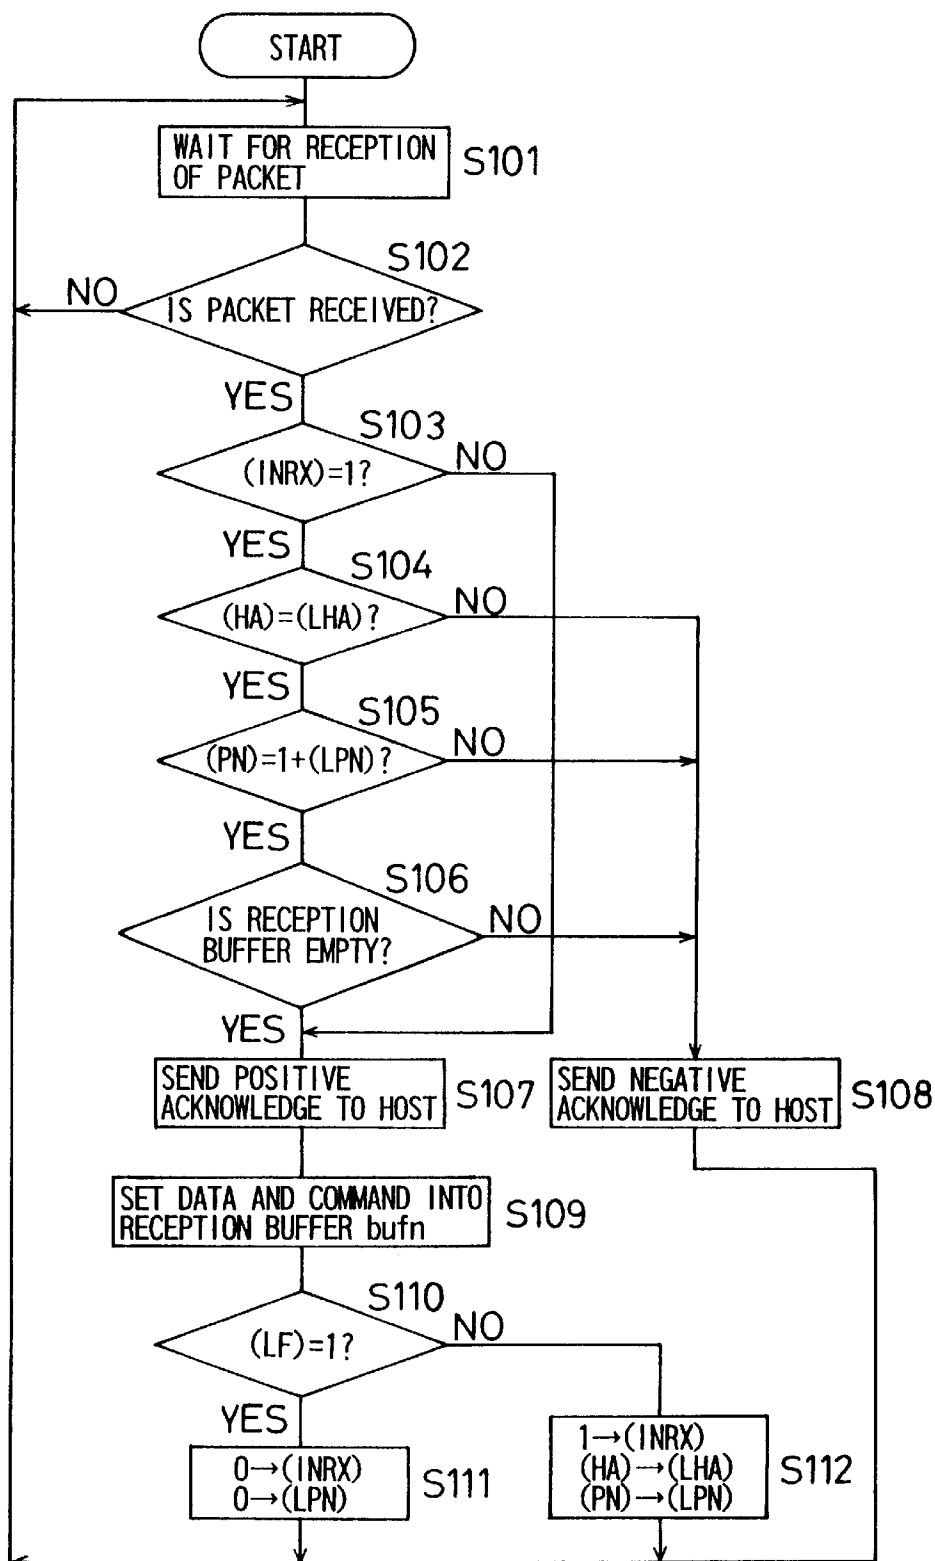 START
WAIT FOR RECEPTION
OF PACKET
S101
S102
NO
IS PACKET RECEIVED?
YES
S103
(INRX)=1?
NO
YES
S104
(HA)=(LHA)?
NO
YES
S105
(PN)=1+(LPN)?
NO
YES
S106
IS RECEPTION
BUFFER EMPTY?
NO
YES
SEND POSITIVE
ACKNOWLEDGE TO HOST
S107
SEND NEGATIVE
ACKNOWLEDGE TO HOST
S108
SET DATA AND COMMAND INTO
RECEPTION BUFFER bufn
S109
S110
(LF)=1?
NO
YES
0→(INRX)
0→(LPN)
S111
1→(INRX)
(HA)→(LHA)
(PN)→(LPN)
S112